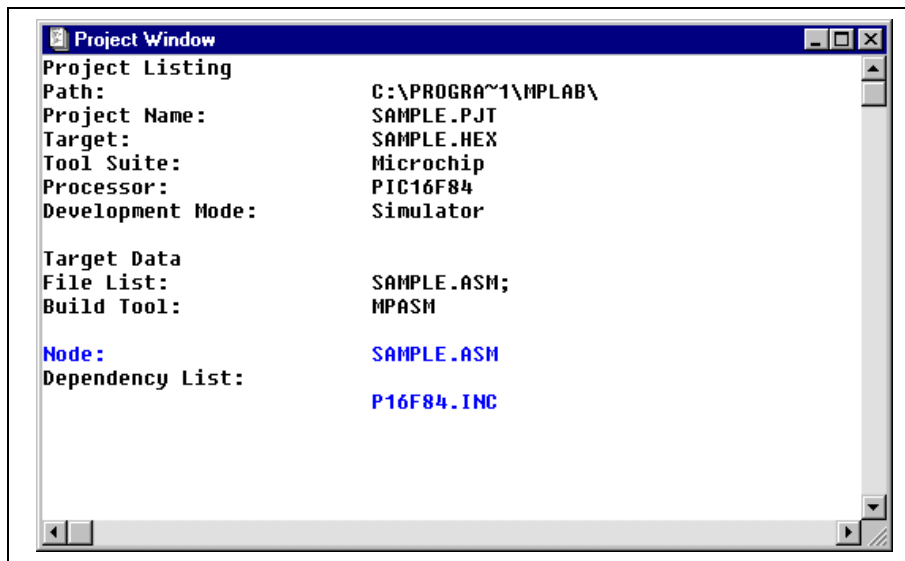 Project Window
Project Listing
Path: C:\PROGRA~1\MPLAB\
Project Name: SAMPLE.PJT
Target: SAMPLE.HEX
Tool Suite: Microchip
Processor: PIC16F84
Development Mode: Simulator
Target Data
File List: SAMPLE.ASM;
Build Tool: MPASM
Node: SAMPLE.ASM
Dependency List:
P16F84.INC